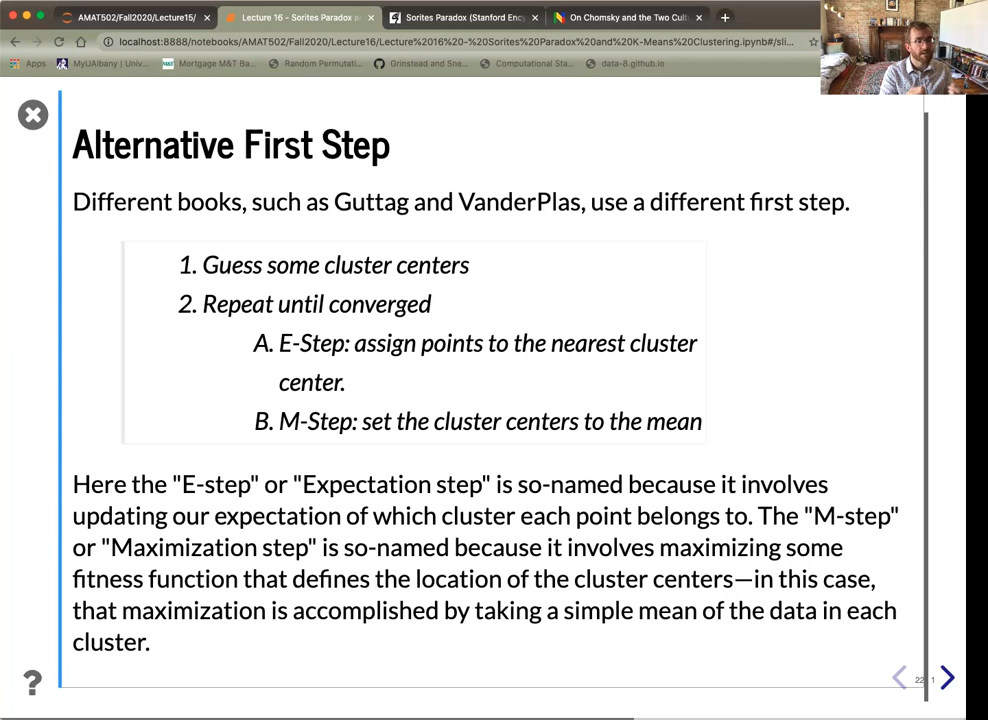 AMAT502/Fall2020/Lecture15/
Lecture 16 - Sorites Paradox a
Sorites Paradox (Stanford Ency
On Chomsky and the Two Cult
localhost:8888/notebooks/AMAT502/Fall2020/Lecture16/Lecture%2016%20-%20Sorites%20Paradox%20and%20K-Means%20Clustering.ipynb#/sli...
Apps
MyUAlbany | Univ...
Mortgage M&T Ba...
Random Permutati...
Grinstead and Sne...
Computational Sta...
data-8.github.io
Alternative First Step
Different books, such as Guttag and VanderPlas, use a different first step.
1. Guess some cluster centers
2. Repeat until converged
A. E-Step: assign points to the nearest cluster
center.
B. M-Step: set the cluster centers to the mean
Here the "E-step" or "Expectation step" is so-named because it involves
updating our expectation of which cluster each point belongs to. The "M-step"
or "Maximization step" is so-named because it involves maximizing some
fitness function that defines the location of the cluster centers—in this case,
that maximization is accomplished by taking a simple mean of the data in each
cluster.
?